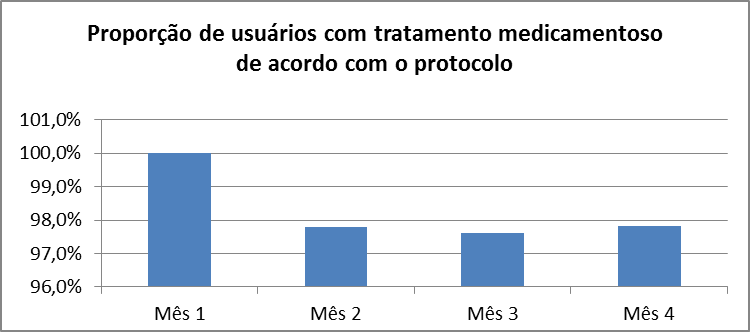 Proporção de usuários com tratamento medicamentoso
de acordo com o protocolo
101,0%
100,0%
99,0%
98,0%
97,0%
96,0%
Mês 1 Mês 2 Mês 3 Mês 4